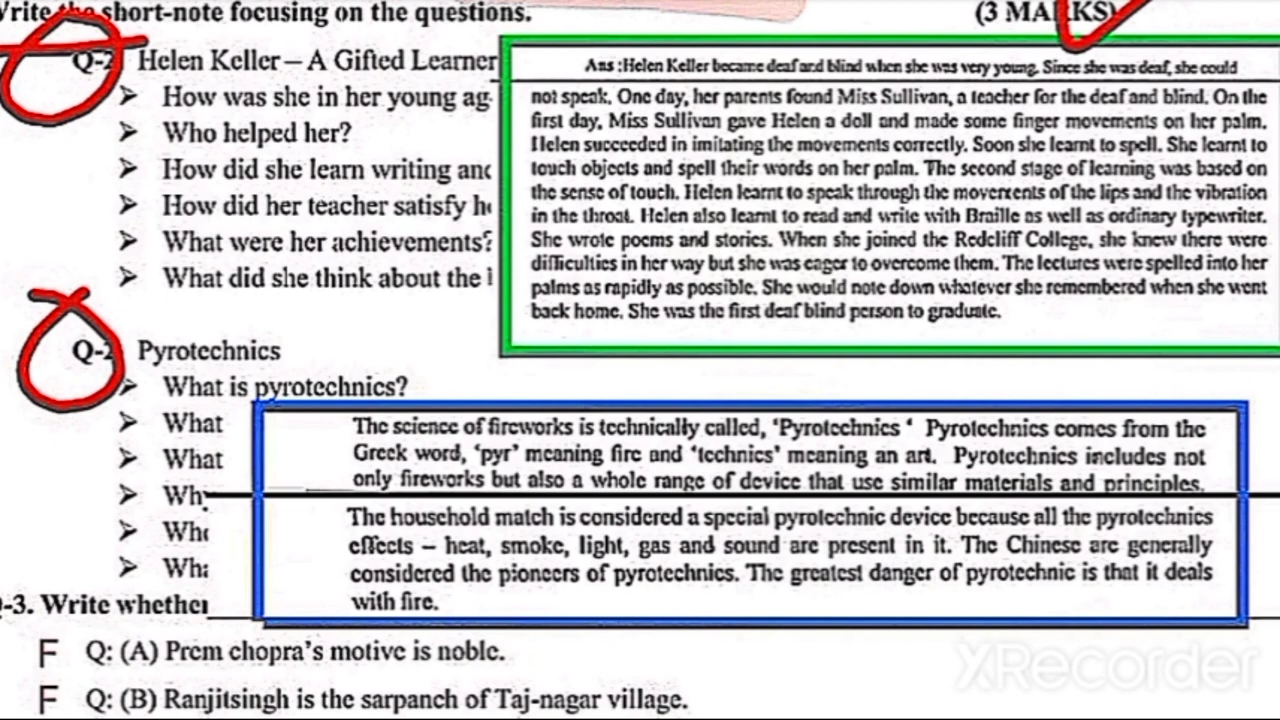 Write the short-note focusing on the questions. (3 MARKS)
Q-2 Helen Keller – A Gifted Learner
➤ How was she in her young ag
➤ Who helped her?
➤ How did she learn writing and
➤ How did her teacher satisfy he
➤ What were her achievements?
➤ What did she think about the l
Ans :Helen Keller became deaf and blind when she was very young. Since she was deaf, she could
not speak. One day, her parents found Miss Sullivan, a teacher for the deaf and blind. On the
first day, Miss Sullivan gave Helen a doll and made some finger movements on her palm.
Helen succeeded in imitating the movements correctly. Soon she learnt to spell. She learnt to
touch objects and spell their words on her palm. The second stage of learning was based on
the sense of touch. Helen learnt to speak through the movements of the lips and the vibration
in the throat. Helen also learnt to read and write with Braille as well as ordinary typewriter.
She wrote poems and stories. When she joined the Redcliff College, she knew there were
difficulties in her way but she was eager to overcome them. The lectures were spelled into her
palms as rapidly as possible. She would note down whatever she remembered when she went
back home. She was the first deaf blind person to graduate.
Q-2 Pyrotechnics
➤ What is pyrotechnics?
➤ What
➤ What
➤ Why
➤ Who
➤ Wha
The science of fireworks is technically called, 'Pyrotechnics ' Pyrotechnics comes from the
Greek word, 'pyr' meaning fire and 'technics' meaning an art. Pyrotechnics includes not
only fireworks but also a whole range of device that use similar materials and principles.
The household match is considered a special pyrotechnic device because all the pyrotechnics
effects – heat, smoke, light, gas and sound are present in it. The Chinese are generally
considered the pioneers of pyrotechnics. The greatest danger of pyrotechnic is that it deals
with fire.
-3. Write whether
F Q: (A) Prem chopra's motive is noble.
F Q: (B) Ranjitsingh is the sarpanch of Taj-nagar village.
XRecorder